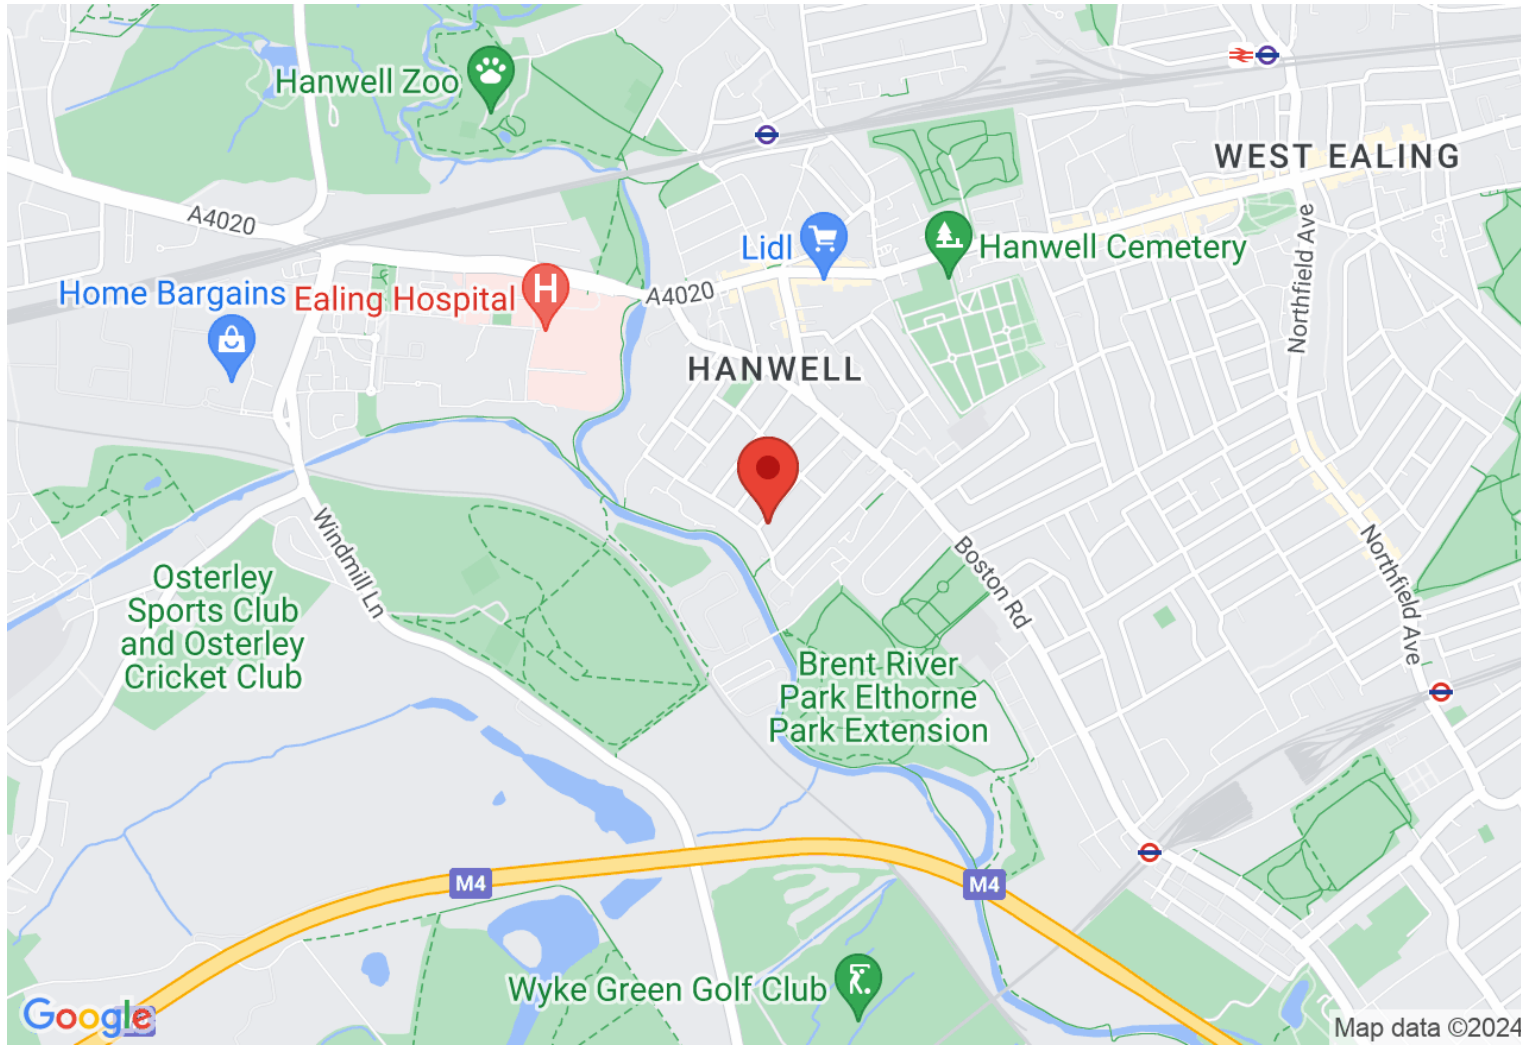 Hanwell Zoo
WEST EALING
A4020
Lidl
Hanwell Cemetery
Northfield Ave
Home Bargains
Ealing Hospital
H
A4020
HANWELL
Windmill Ln
Boston Rd
Northfield Ave
Osterley
Sports Club
and Osterley
Cricket Club
Brent River
Park Elthorne
Park Extension
M4
M4
Wyke Green Golf Club
Google
Map data ©2024